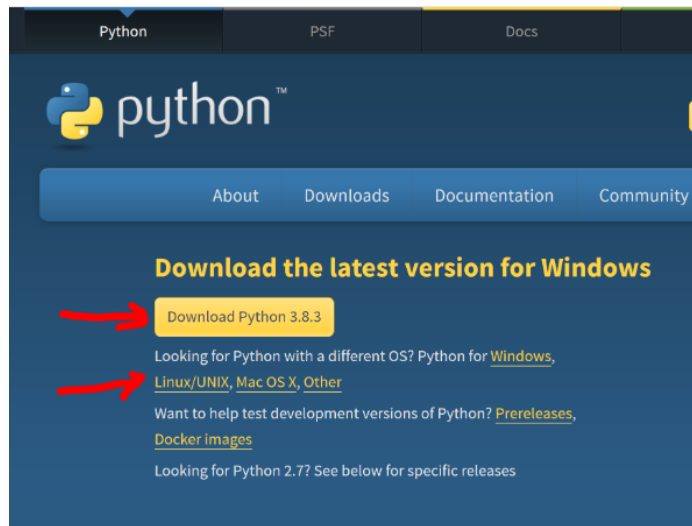 Python PSF Docs
python™
About Downloads Documentation Community
Download the latest version for Windows
Download Python 3.8.3
Looking for Python with a different OS? Python for Windows,
Linux/UNIX, Mac OS X, Other
Want to help test development versions of Python? Prereleases,
Docker images
Looking for Python 2.7? See below for specific releases